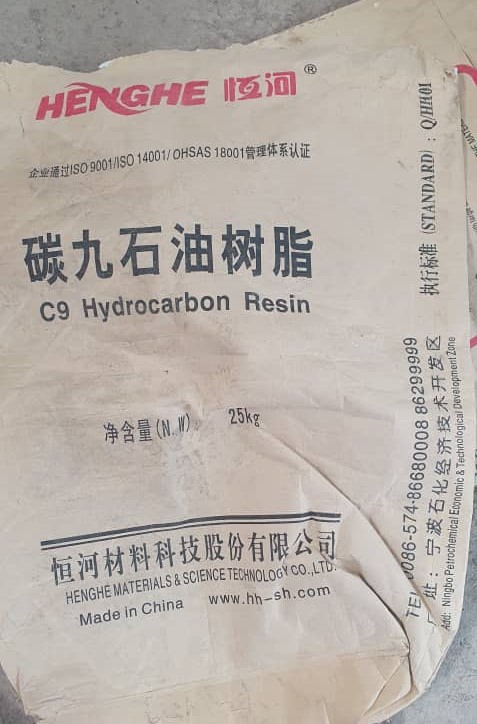 HENGHE 恒河®
企业通过ISO 9001/ISO 14001/ OHSAS 18001管理体系认证
碳九石油树脂
C9 Hydrocarbon Resin
净含量(N.W): 25kg
恒河材料科技股份有限公司
HENGHE MATERIALS & SCIENCE TECHNOLOGY CO.,LTD.
Made in China www.hh-sh.com
执行标准 (STANDARD) : Q/HH01
TEL:0086-574-86680008 86299999
址: 宁波石化经济技术开发区
Add: Ningbo Petrochemical Economic & Technological Development Zone